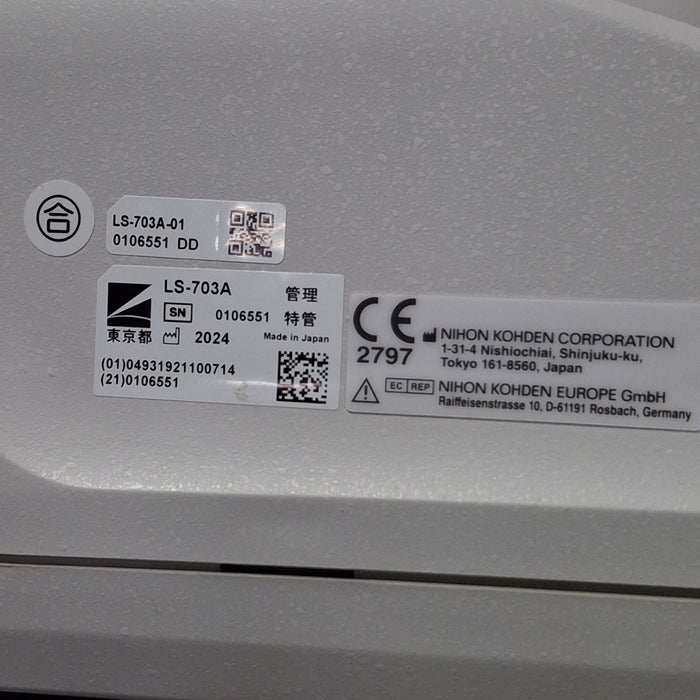 合
LS-703A-01
0106551 DD
LS-703A
管理
SN 0106551
特管
東京都
2024
Made in Japan
(01)04931921100714
(21)0106551
CE
2797
NIHON KOHDEN CORPORATION
1-31-4 Nishiochiai, Shinjuku-ku,
Tokyo 161-8560, Japan
EC REP NIHON KOHDEN EUROPE GmbH
Raiffeisenstrasse 10, D-61191 Rosbach, Germany